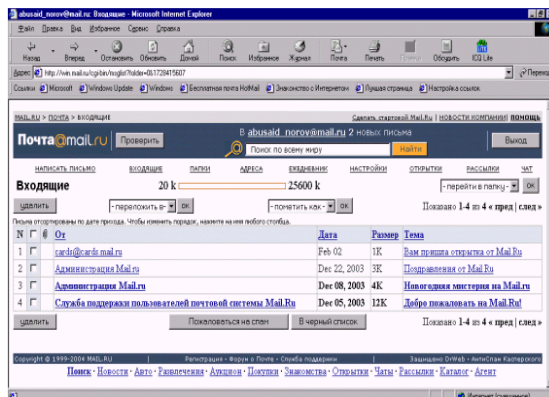 abusaid_norov@mail.ru: Входящие - Microsoft Internet Explorer
Файл Правка Вид Избранное Сервис Справка
Назад Вперед Остановить Обновить Домой Поиск Избранное Журнал Почта Печать Обсудить ICQ Lite
Адрес http://win.mail.ru/cgi-bin/msglist?folder=0&1728415607
Ссылки Microsoft Windows Update Windows Бесплатная почта HotMail Знакомство с Интернетом Лучшая страница Настройка ссылок
MAIL.RU > ПОЧТА > ВХОДЯЩИЕ Сделать стартовой Mail.Ru | НОВОСТИ КОМПАНИИ ПОМОЩЬ
Почта@mail.ru Проверить В abusaid_norov@mail.ru 2 новых письма Выход
Поиск по всему миру Найти
НАПИСАТЬ ПИСЬМО ВХОДЯЩИЕ ПАПКИ АДРЕСА ЕЖЕДНЕВНИК НАСТРОЙКИ ОТКРЫТКИ РАССЫЛКИ ЧАТ
Входящие 20 k 25600 k - перейти в папку - ОК
удалить - переложить в- ОК - пометить как - ОК Показано 1-4 из 4 « пред | след »
Письма отсортированы по дате прихода. Чтобы изменить порядок, нажмите на имя любого столбца.
N От Дата Размер Тема
1 cards@cards.mail.ru Feb 02 1K Вам пришла открытка от Mail.Ru
2 Администрация Mail.ru Dec 22, 2003 3K Поздравления от Mail.Ru
3 Администрация Mail.ru Dec 08, 2003 4K Новогодняя мистерия на Mail.ru
4 Служба поддержки пользователей почтовой системы Mail.Ru Dec 05, 2003 12K Добро пожаловать на Mail.Ru!
удалить Пожаловаться на спам В черный список Показано 1-4 из 4 « пред | след »
Copyright © 1999-2004 MAIL.RU | Регистрация - Форум о Почте - Служба поддержки | Защищено DrWeb - АнтиСпам Касперского
Поиск - Новости - Авто - Развлечения - Аукцион - Покупки - Знакомства - Открытки - Чаты - Рассылки - Каталог - Агент